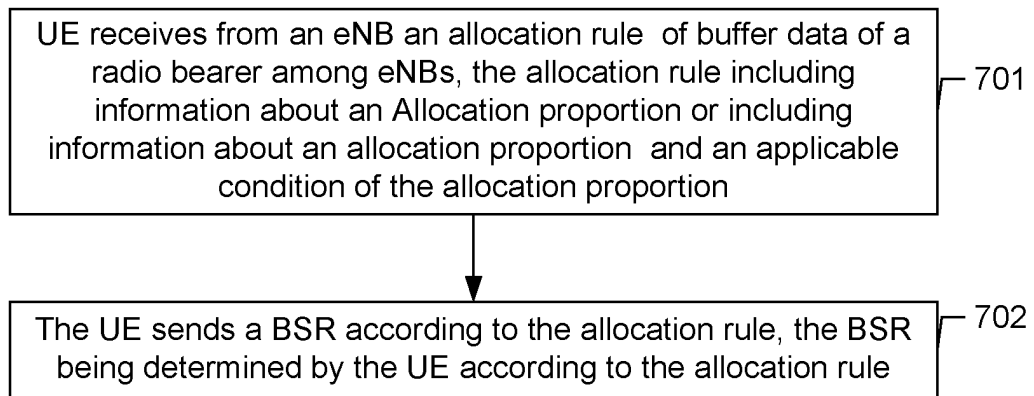 UE receives from an eNB an allocation rule of buffer data of a
radio bearer among eNBs, the allocation rule including
information about an Allocation proportion or including
information about an allocation proportion and an applicable
condition of the allocation proportion
701
The UE sends a BSR according to the allocation rule, the BSR
being determined by the UE according to the allocation rule
702